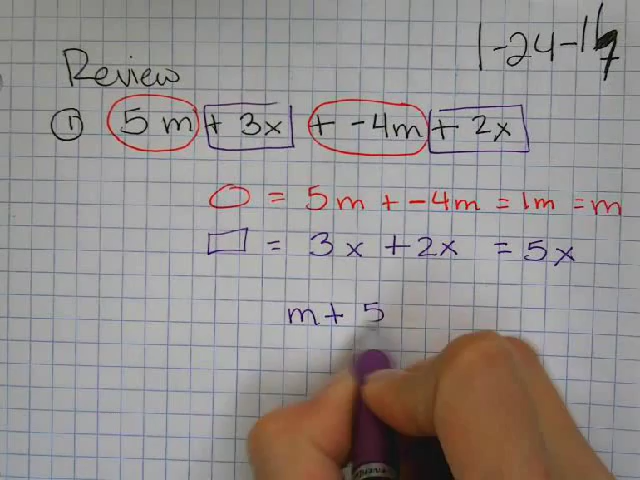 1-24-17
Review
① 5m + 3x + -4m + 2x
= 5m + -4m = 1m = m
= 3x + 2x = 5x
m + 5